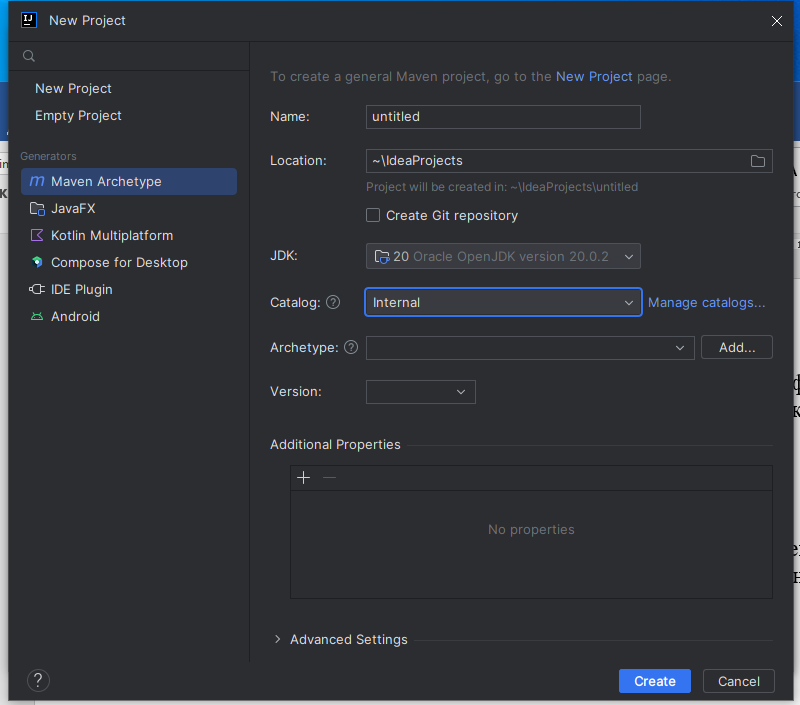 New Project
New Project
Empty Project
Generators
Maven Archetype
JavaFX
Kotlin Multiplatform
Compose for Desktop
IDE Plugin
Android
To create a general Maven project, go to the New Project page.
Name: untitled
Location: ~\IdeaProjects
Project will be created in: ~\IdeaProjects\untitled
Create Git repository
JDK: 20 Oracle OpenJDK version 20.0.2
Catalog: ? Internal Manage catalogs...
Archetype: ? Add...
Version:
Additional Properties
No properties
Advanced Settings
? Create Cancel